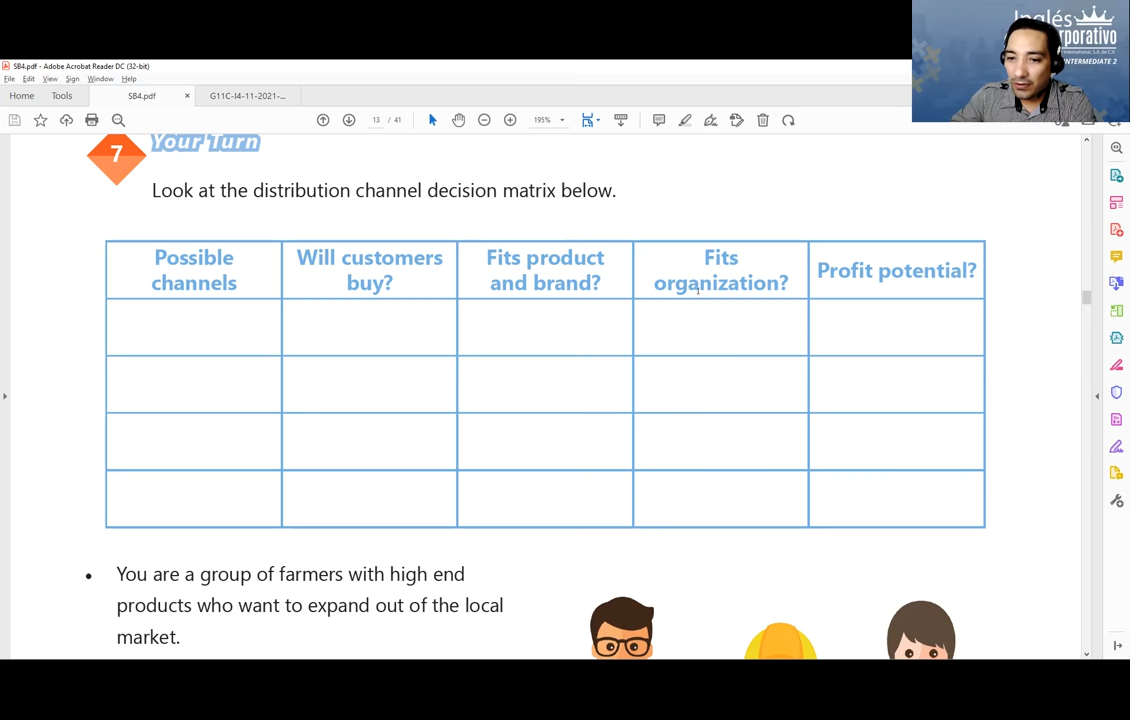 SB4.pdf - Adobe Acrobat Reader DC (32-bit)
File Edit View Sign Window Help
Home Tools SB4.pdf × G11C-I4-11-2021-...
13 / 41 195%
Inglés
rporativo
International, S.A. de C.V.
INTERMEDIATE 2
7
Your Turn
Look at the distribution channel decision matrix below.
Possible channels
Will customers buy?
Fits product and brand?
Fits organization?
Profit potential?
• You are a group of farmers with high end
products who want to expand out of the local
market.